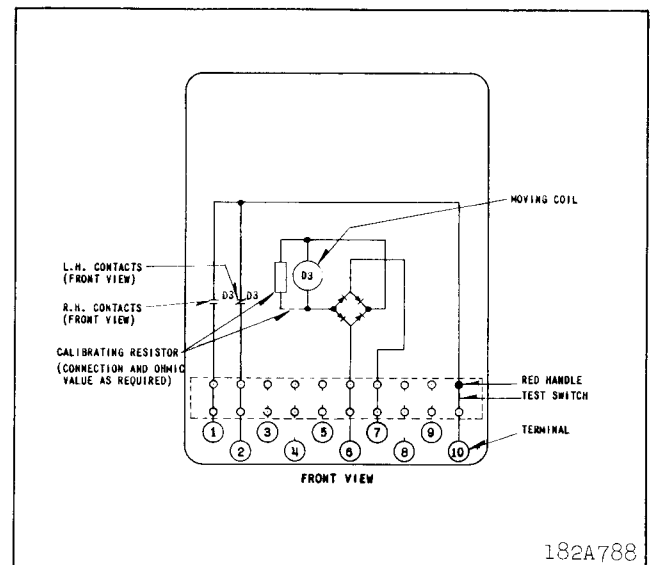 MOVING COIL
L.H. CONTACTS
(FRONT VIEW)
D3
D3 D3
R.H. CONTACTS
(FRONT VIEW)
CALIBRATING RESISTOR
(CONNECTION AND OHMIC
VALUE AS REQUIRED)
RED HANDLE
TEST SWITCH
1 3 5 7 9
TERMINAL
2 4 6 8 10
FRONT VIEW
182A788